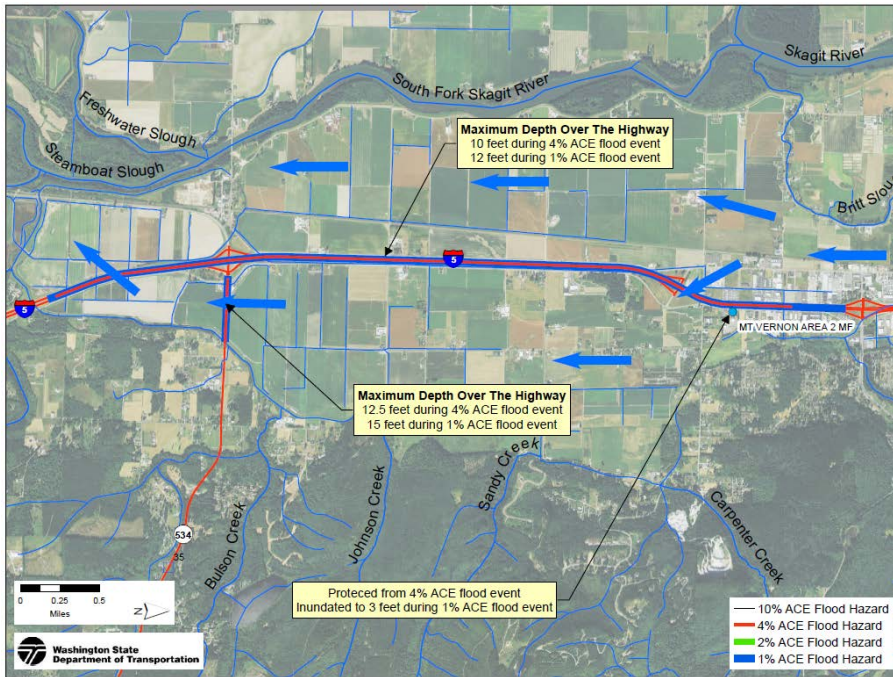 Skagit River
South Fork Skagit River
Freshwater Slough
Steamboat Slough
Maximum Depth Over The Highway
10 feet during 4% ACE flood event
12 feet during 1% ACE flood event
Britt Slou
5
5
MT VERNON AREA 2 MF
Maximum Depth Over The Highway
12.5 feet during 4% ACE flood event
15 feet during 1% ACE flood event
Sandy Creek
Johnson Creek
Carpenter Creek
Bulson Creek
534
35
Proteced from 4% ACE flood event
Inundated to 3 feet during 1% ACE flood event
0 0.25 0.5
Miles
N
Washington State
Department of Transportation
10% ACE Flood Hazard
4% ACE Flood Hazard
2% ACE Flood Hazard
1% ACE Flood Hazard